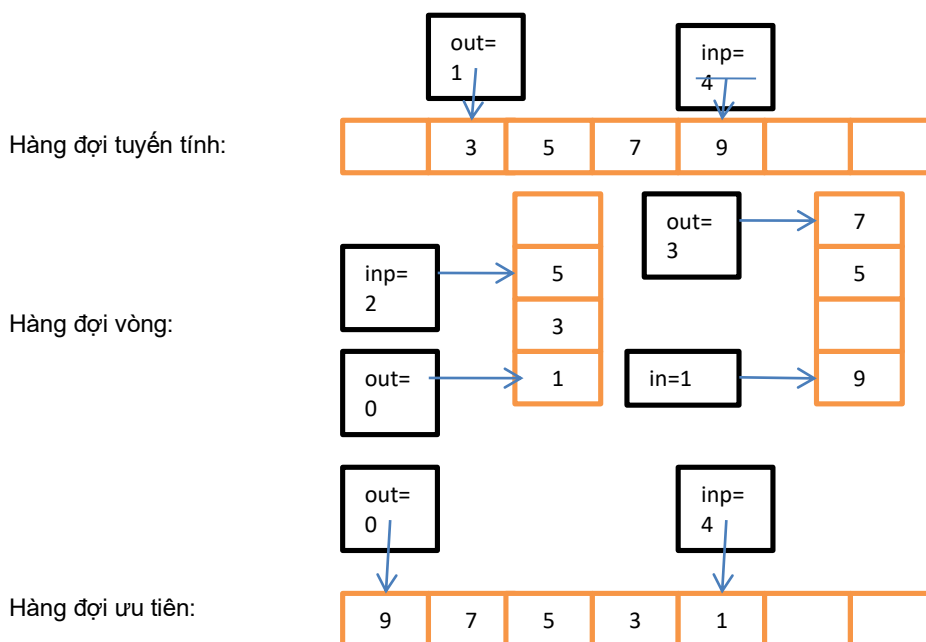 out=
1
inp=
4
Hàng đợi tuyến tính:
3 5 7 9
out=
3
7
inp=
2
5
5
Hàng đợi vòng:
3
out=
0
1
in=1
9
out=
0
inp=
4
Hàng đợi ưu tiên:
9 7 5 3 1